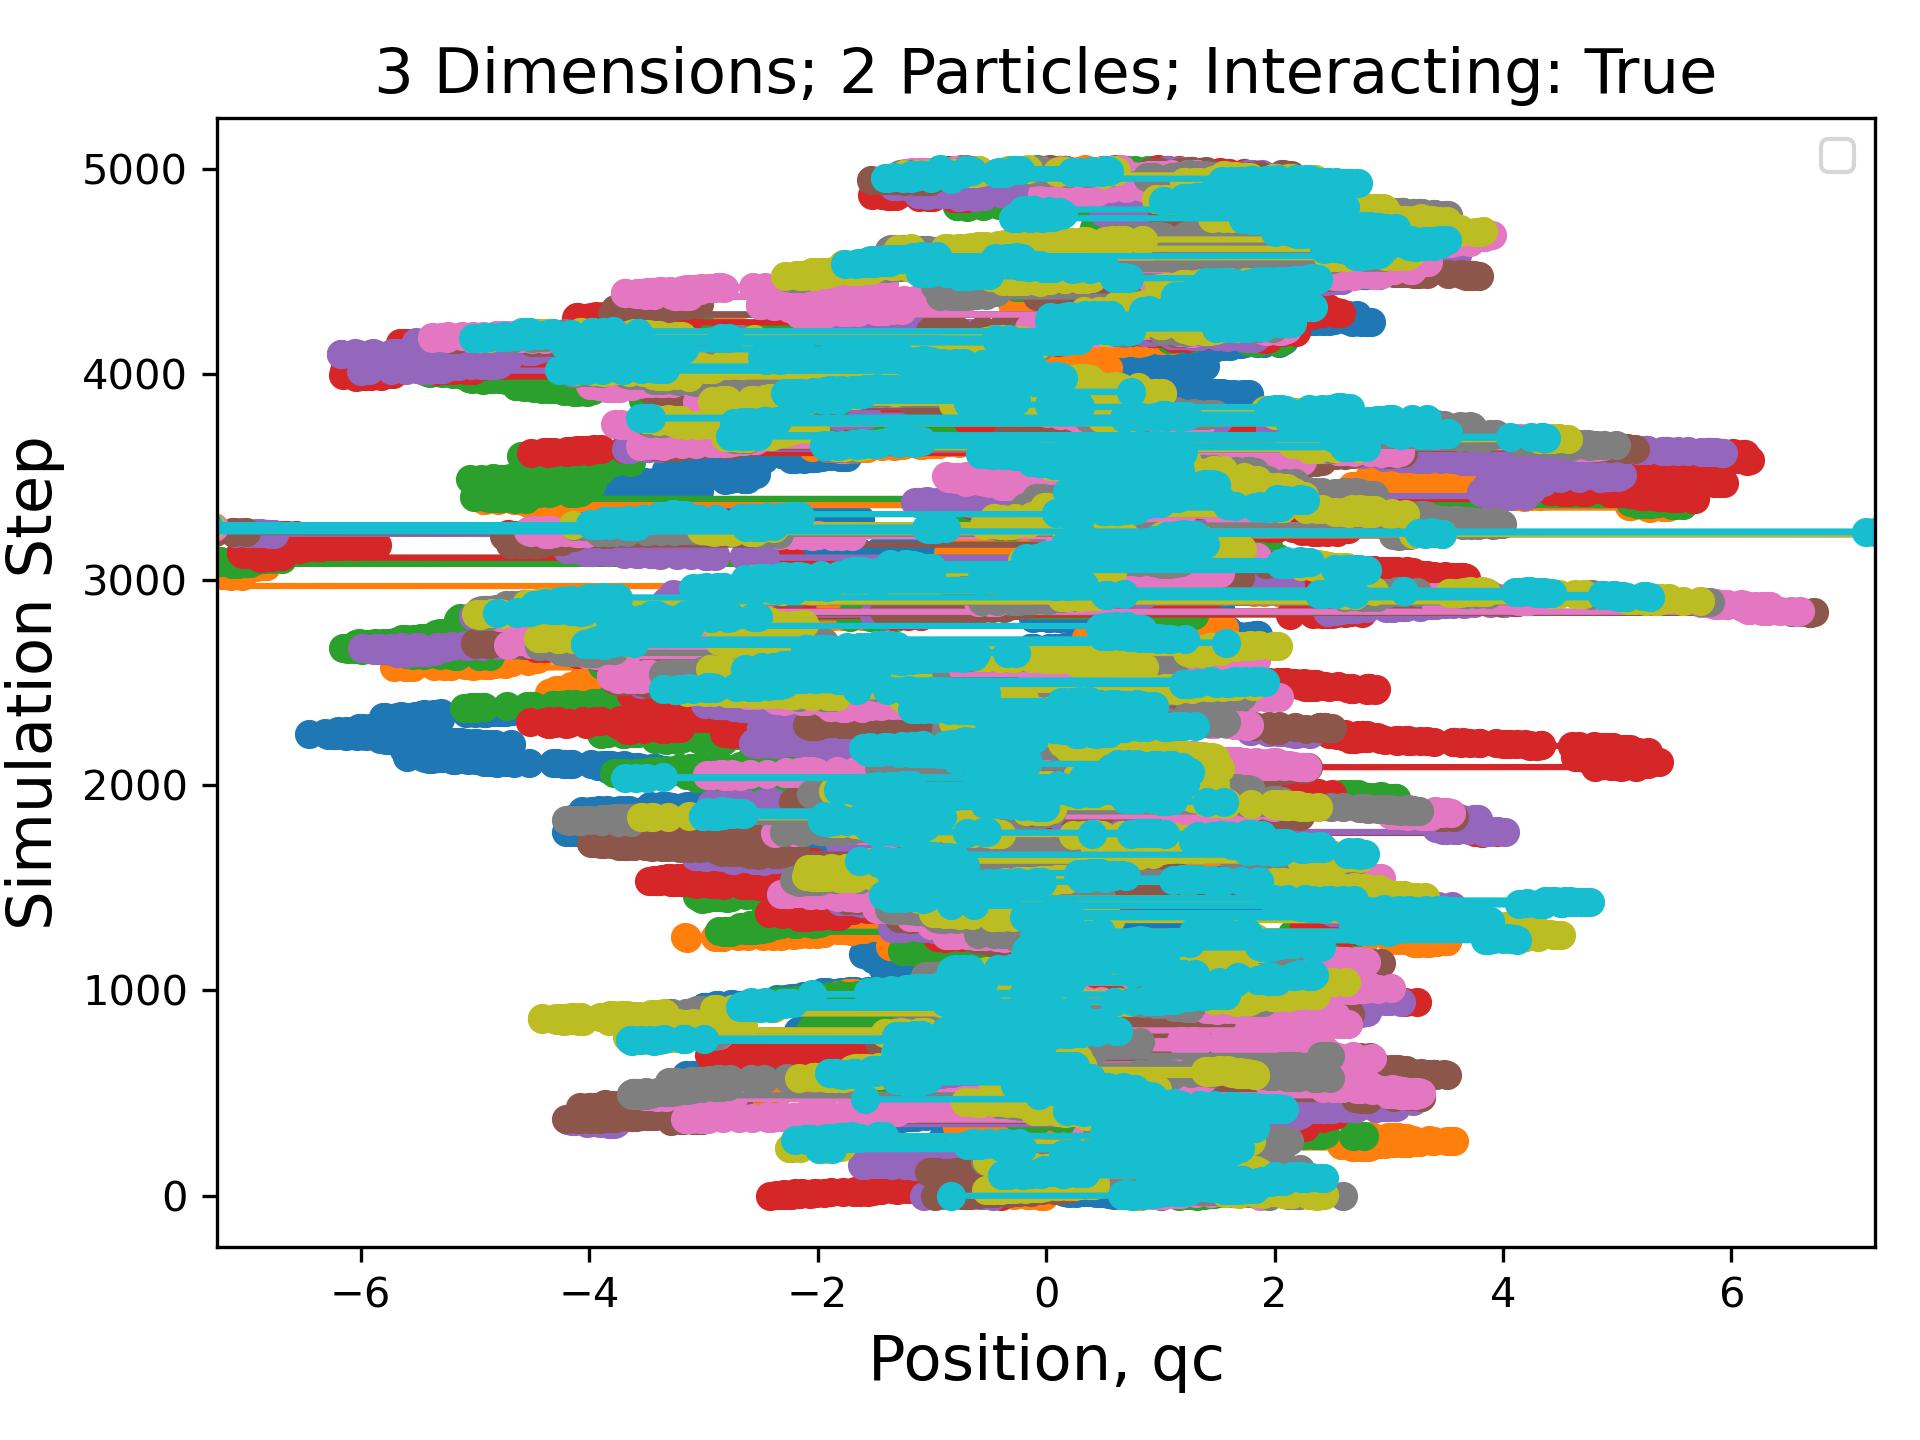 3 Dimensions; 2 Particles; Interacting: True
5000
4000
3000
2000
1000
0
Simulation Step
−6 −4 −2 0 2 4 6
Position, qc